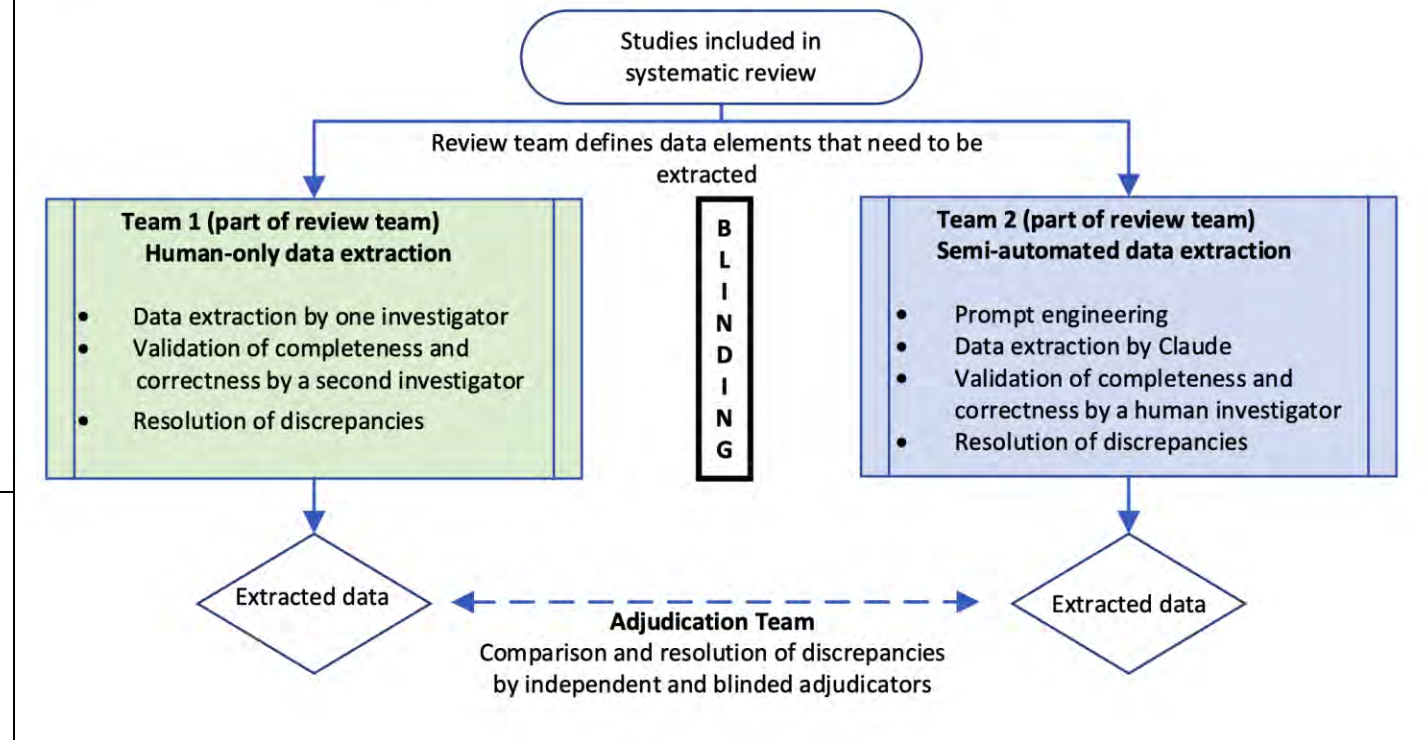 Studies included in
systematic review
Review team defines data elements that need to be
extracted
Team 1 (part of review team)
Human-only data extraction
• Data extraction by one investigator
• Validation of completeness and
correctness by a second investigator
• Resolution of discrepancies
B
L
I
N
D
I
N
G
Team 2 (part of review team)
Semi-automated data extraction
• Prompt engineering
• Data extraction by Claude
• Validation of completeness and
correctness by a human investigator
• Resolution of discrepancies
Extracted data
Adjudication Team
Comparison and resolution of discrepancies
by independent and blinded adjudicators
Extracted data